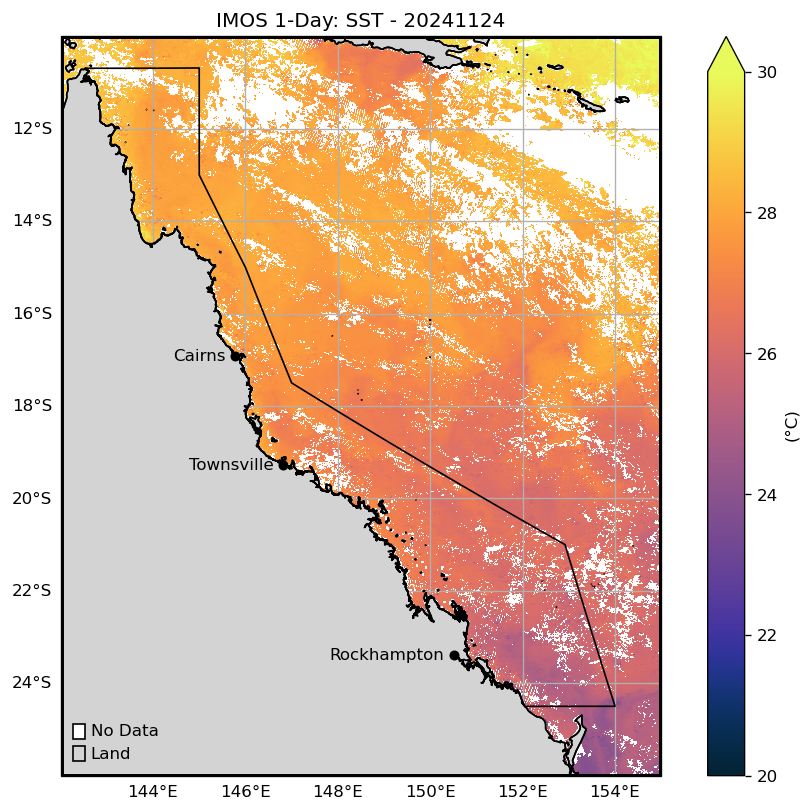 IMOS 1-Day: SST - 20241124
12°S
14°S
16°S
18°S
20°S
22°S
24°S
Cairns
Townsville
Rockhampton
No Data
Land
144°E 146°E 148°E 150°E 152°E 154°E
30
28
26
24
22
20
(°C)